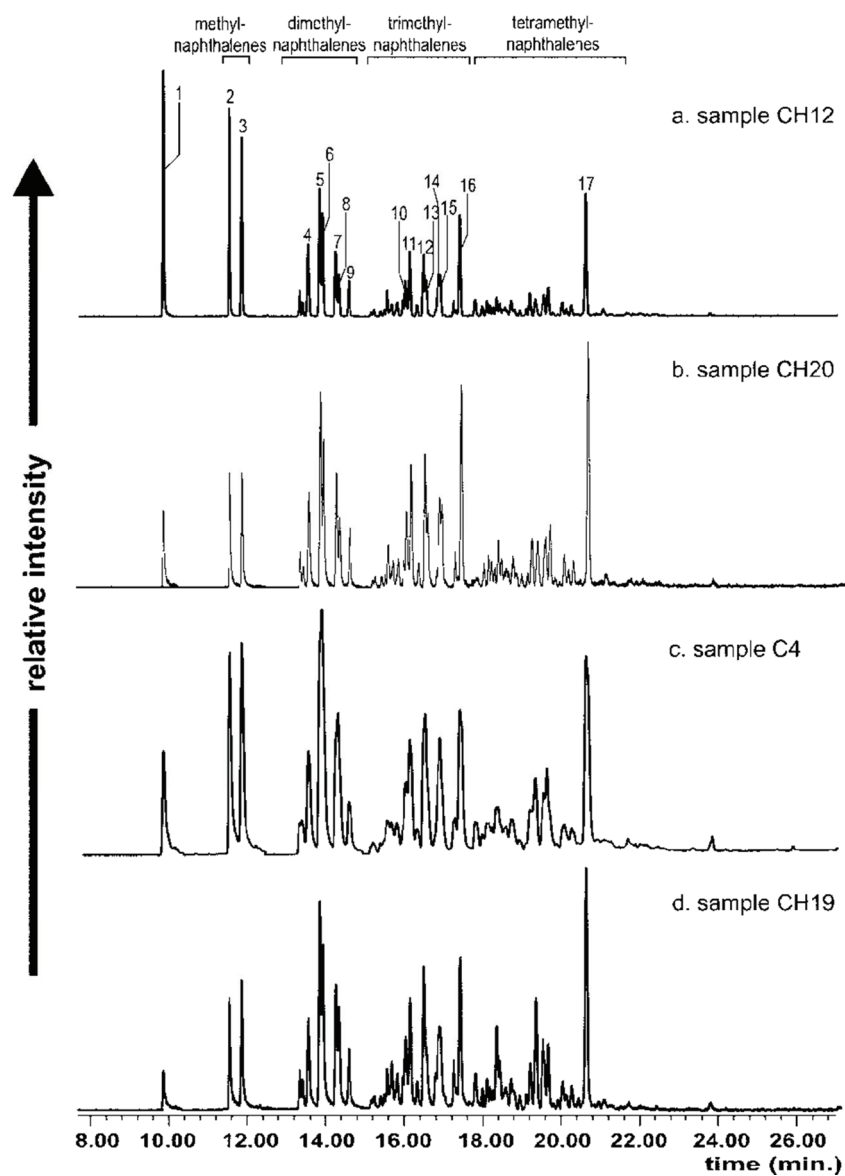 methyl-
naphthalenes
dimethyl-
naphthalenes
trimethyl-
naphthalenes
tetramethyl-
naphthalenes
a. sample CH12
1
2
3
4
5
6
7
8
9
10
11
12
13
14
15
16
17
b. sample CH20
c. sample C4
d. sample CH19
relative intensity
8.00 10.00 12.00 14.00 16.00 18.00 20.00 22.00 24.00 26.00
time (min.)